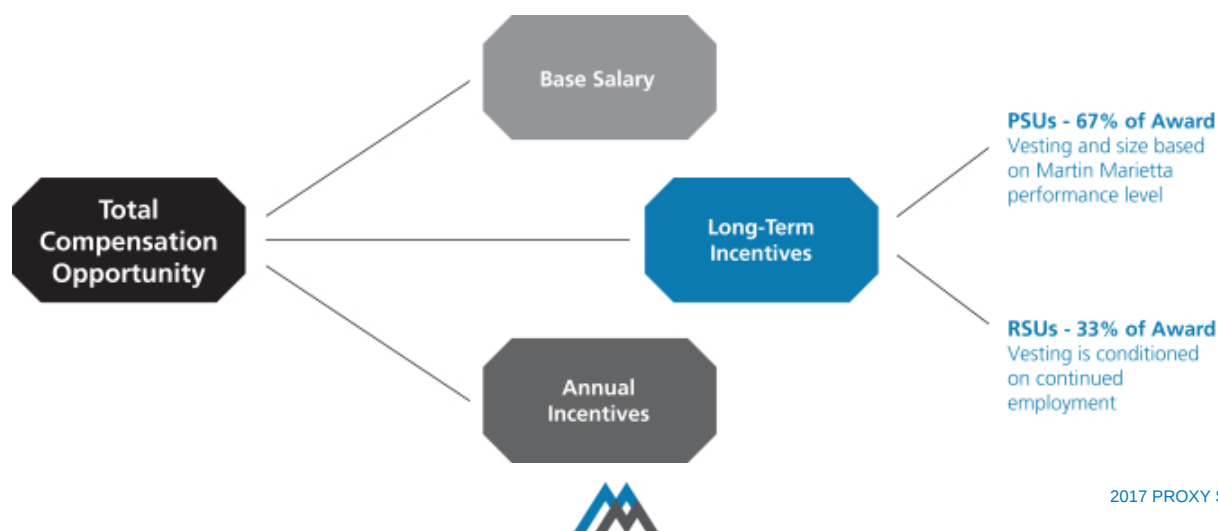 Base Salary
PSUs - 67% of Award
Vesting and size based
on Martin Marietta
performance level
Total
Compensation
Opportunity
Long-Term
Incentives
RSUs - 33% of Award
Vesting is conditioned
on continued
employment
Annual
Incentives
2017 PROXY